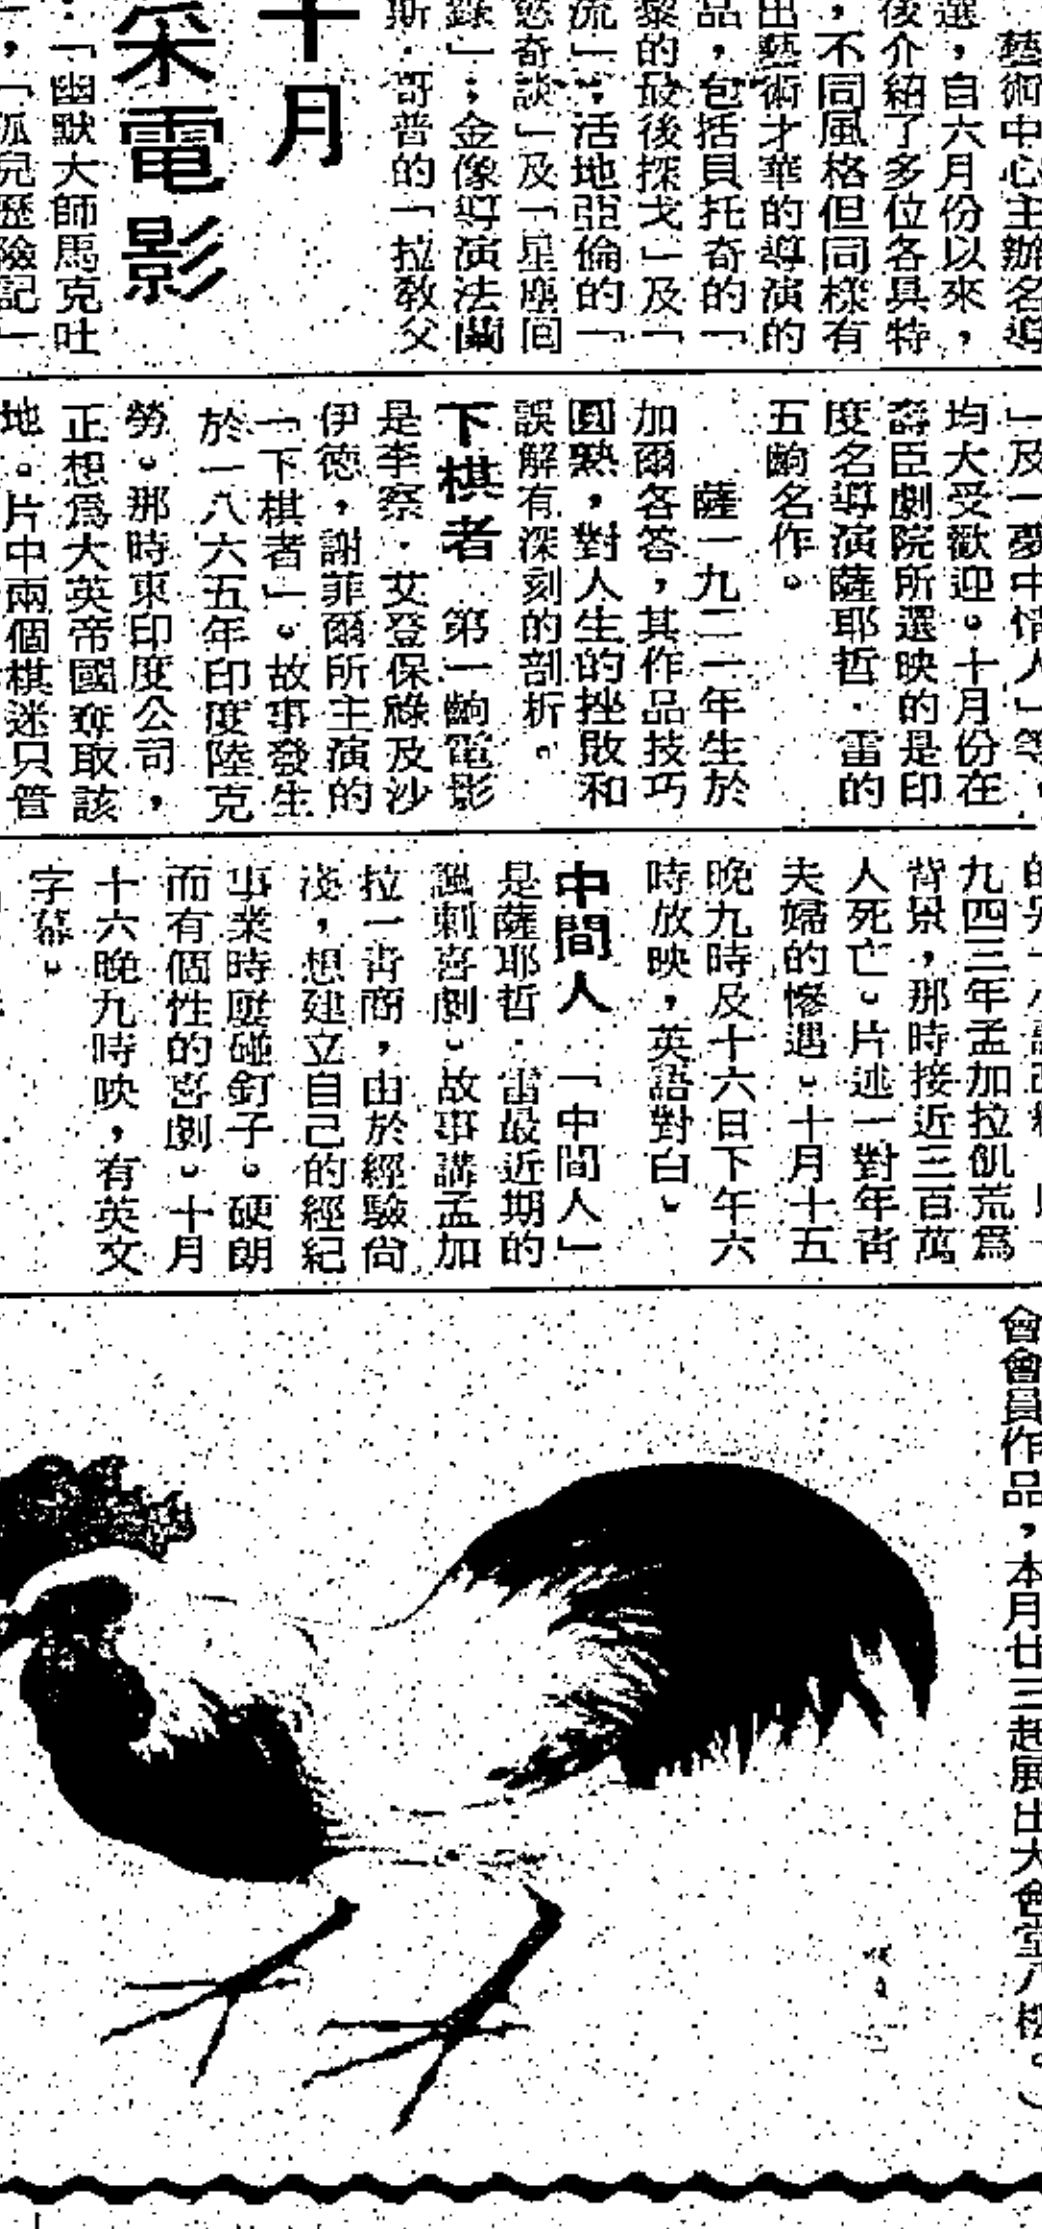 藝術中心主辦名導
選，自六月份以來，
後介紹了多位各具特
，不同風格但同樣有
出藝術才華的導演的
品，包括貝托奇的「
黎的最後探戈」及「
流」；活地亞倫的「
慾奇談」及「星塵回
錄」；金像導演法蘭
斯．哥普的「拉敎父
十月
采電影
：「幽默大師馬克吐
」，「孤兒歷險記」
」及「夢中情人」等，
均大受歡迎。十月份在
壽臣劇院所選映的是印
度名導演薩耶哲．雷的
五齣名作。
薩一九二一年生於
加爾各答，其作品技巧
圓熟，對人生的挫敗和
誤解有深刻的剖析。
下棋者 第一齣電影
是李察．艾登保祿及沙
伊德，謝菲爾所主演的
「下棋者」。故事發生
於一八六五年印度陸克
勞。那時東印度公司，
正想爲大英帝國奪取該
地。片中兩個棋迷只管
九四三年孟加拉飢荒爲
背景，那時接近三百萬
人死亡。片述一對年靑
夫婦的慘遇。十月十五
晚九時及十六日下午六
時放映，英語對白。
中間人 「中間人」
是薩耶哲．雷最近期的
諷刺喜劇。故事講孟加
拉一靑商，由於經驗尙
淺，想建立自己的經紀
事業時屢碰釘子。硬朗
而有個性的喜劇。十月
十六晚九時映，有英文
字幕。
會會員作品，本月廿三起展出大會堂八樓。）